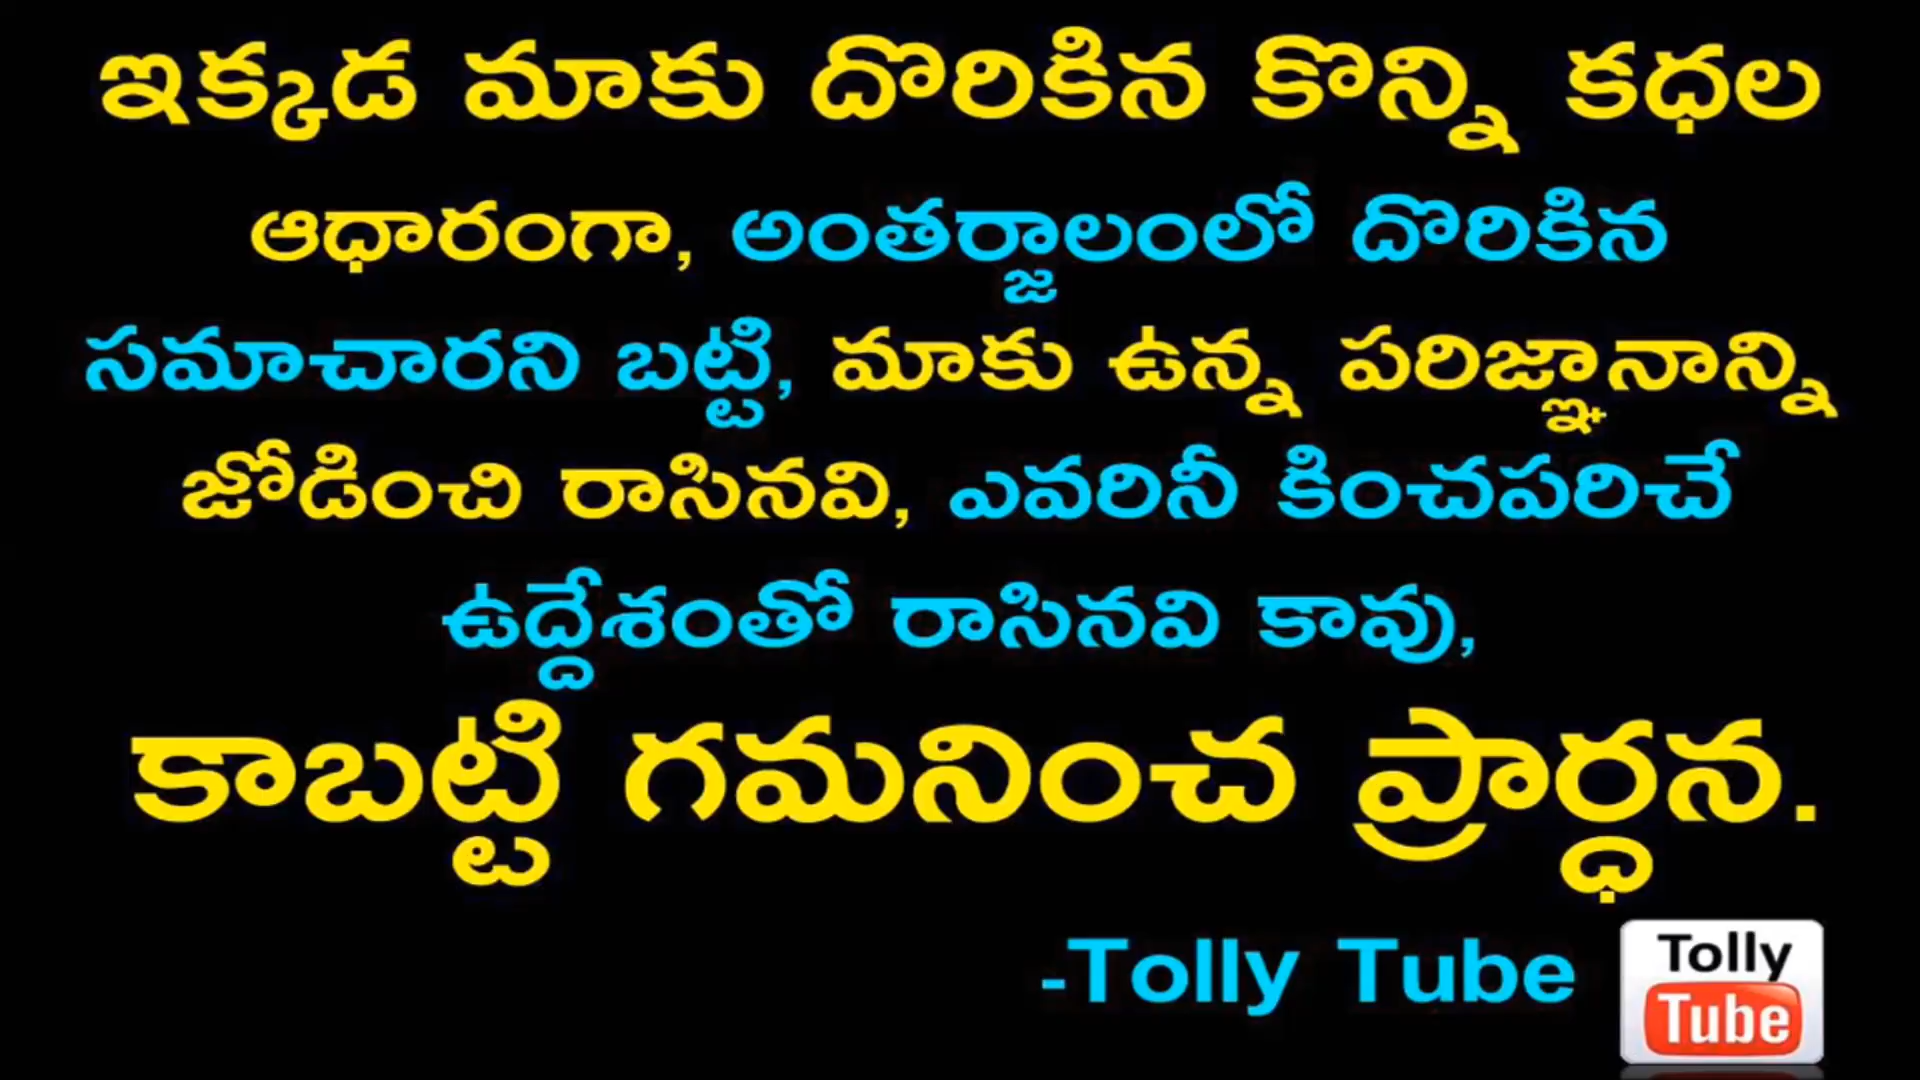 ఇక్కడ మాకు దొరికిన కొన్ని కధల
ఆధారంగా, అంతర్జాలంలో దొరికిన
సమాచారని బట్టి, మాకు ఉన్న పరిజ్ఞానాన్ని
జోడించి రాసినవి, ఎవరినీ కించపరిచే
ఉద్దేశంతో రాసినవి కావు,
కాబట్టి గమనించ ప్రార్ధన.
-Tolly Tube
Tolly
Tube